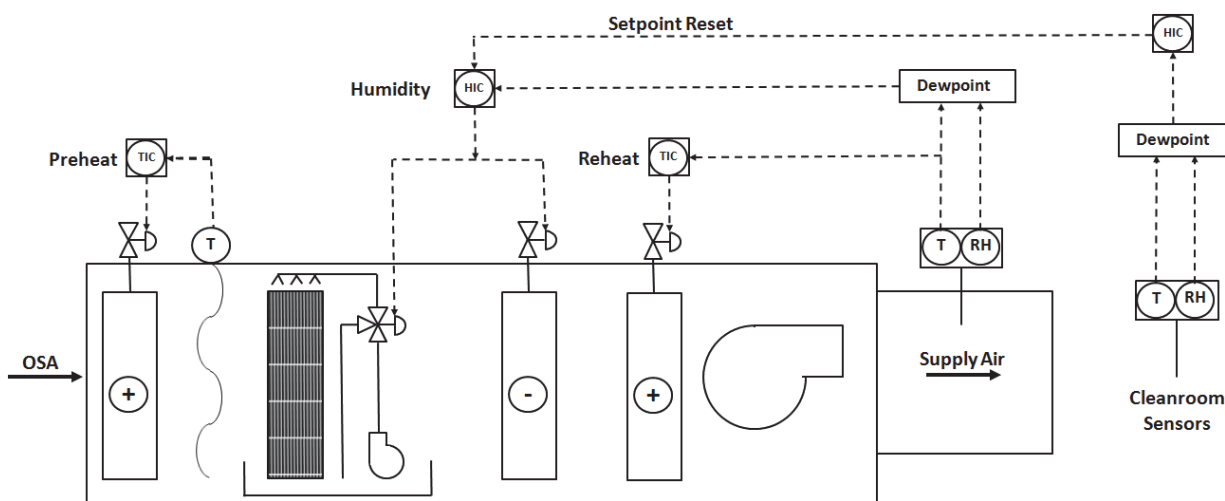 Setpoint Reset
HIC
Humidity
HIC
Dewpoint
Preheat
TIC
Reheat
TIC
Dewpoint
T
T
RH
T
RH
OSA
+
-
+
Supply Air
Cleanroom
Sensors